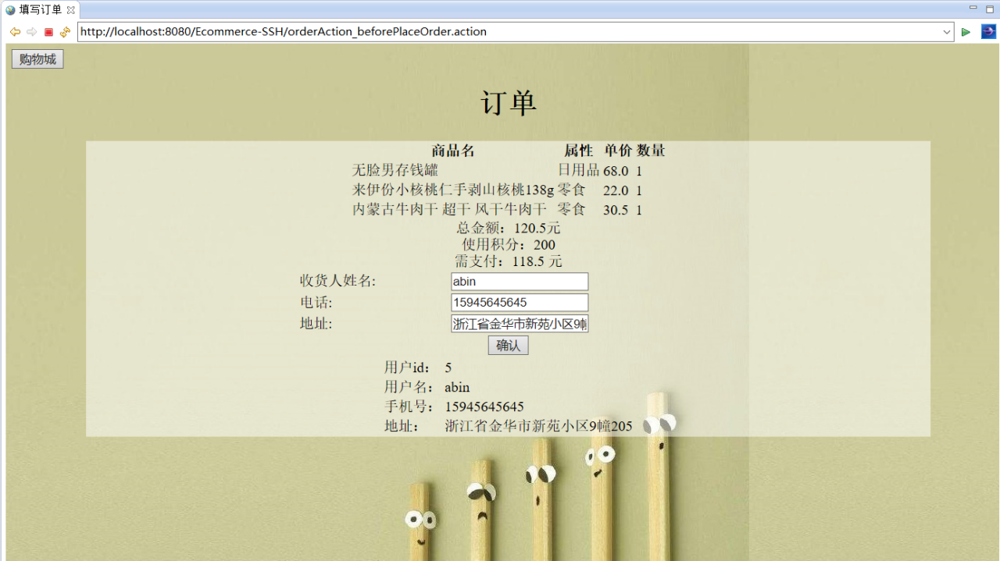 填写订单
http://localhost:8080/Ecommerce-SSH/orderAction_beforePlaceOrder.action
购物城
订单
商品名 属性 单价 数量
无脸男存钱罐 日用品 68.0 1
来伊份小核桃仁手剥山核桃138g 零食 22.0 1
内蒙古牛肉干 超干 风干牛肉干 零食 30.5 1
总金额：120.5元
使用积分：200
需支付：118.5 元
收货人姓名: abin
电话: 15945645645
地址: 浙江省金华市新苑小区9幢
确认
用户id： 5
用户名： abin
手机号： 15945645645
地址： 浙江省金华市新苑小区9幢205